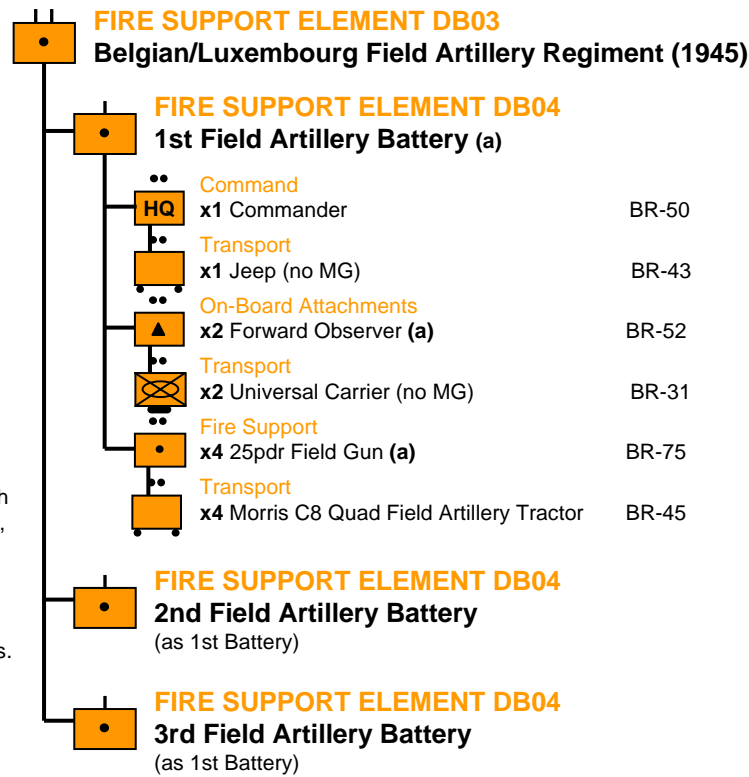 FIRE SUPPORT ELEMENT DB03
Belgian/Luxembourg Field Artillery Regiment (1945)
FIRE SUPPORT ELEMENT DB04
1st Field Artillery Battery (a)
Command
HQ x1 Commander BR-50
Transport
x1 Jeep (no MG) BR-43
On-Board Attachments
x2 Forward Observer (a) BR-52
Transport
x2 Universal Carrier (no MG) BR-31
Fire Support
x4 25pdr Field Gun (a) BR-75
Transport
x4 Morris C8 Quad Field Artillery Tractor BR-45
FIRE SUPPORT ELEMENT DB04
2nd Field Artillery Battery
(as 1st Battery)
FIRE SUPPORT ELEMENT DB04
3rd Field Artillery Battery
(as 1st Battery)